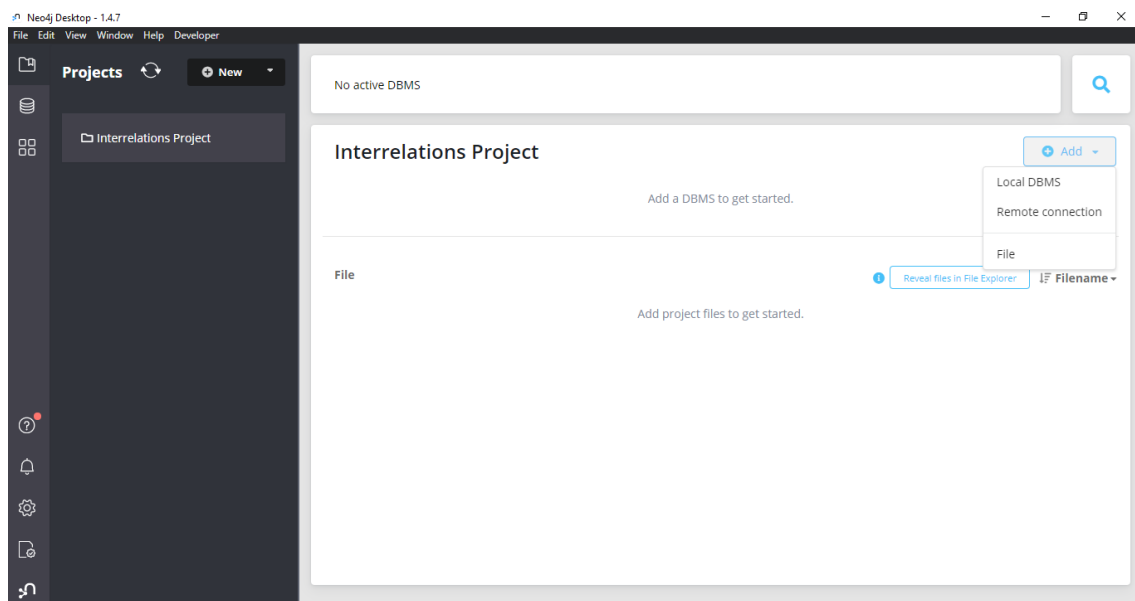 Neo4j Desktop - 1.4.7
File Edit View Window Help Developer
Projects
New
Interrelations Project
No active DBMS
Interrelations Project
Add
Local DBMS
Remote connection
File
Add a DBMS to get started.
File
Reveal files in File Explorer
Filename
Add project files to get started.